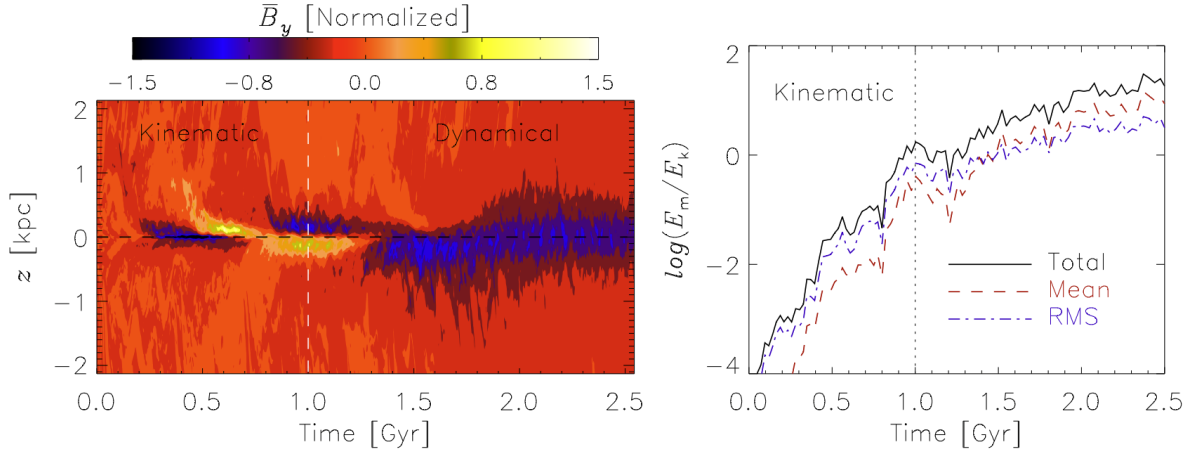 B̅y [Normalized]
−1.5 −0.8 0.0 0.8 1.5
Kinematic Dynamical
2
1
0
−1
−2
z [kpc]
0.0 0.5 1.0 1.5 2.0 2.5
Time [Gyr]
Kinematic
2
0
−2
−4
log(Em/Ek)
Total
Mean
RMS
0.0 0.5 1.0 1.5 2.0 2.5
Time [Gyr]